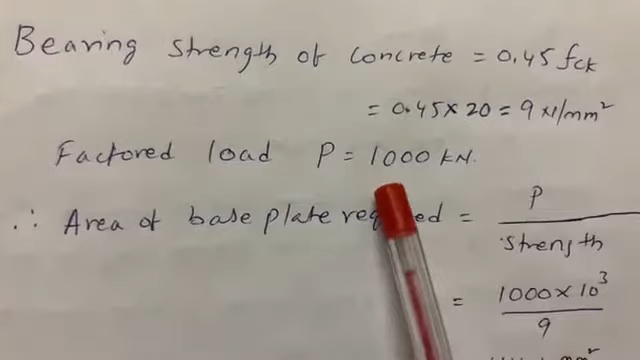 Bearing strength of concrete = 0.45 fck
= 0.45 × 20 = 9 N/mm²
Factored load P = 1000 kN.
∴ Area of base plate required = P / strength
= 1000 × 10³ / 9
mm²